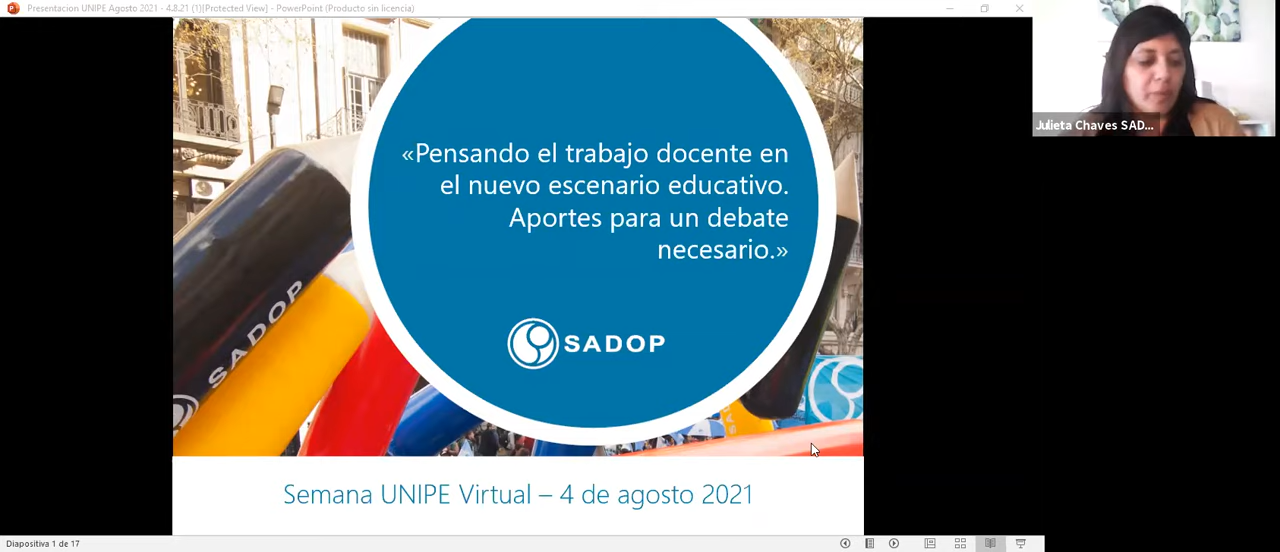 Presentacion UNIPE Agosto 2021 - 4.8.21 (1)[Protected View] - PowerPoint (Producto sin licencia)
«Pensando el trabajo docente en
el nuevo escenario educativo.
Aportes para un debate
necesario.»
SADOP
SADOP
Semana UNIPE Virtual – 4 de agosto 2021
Diapositiva 1 de 17
Julieta Chaves SAD...